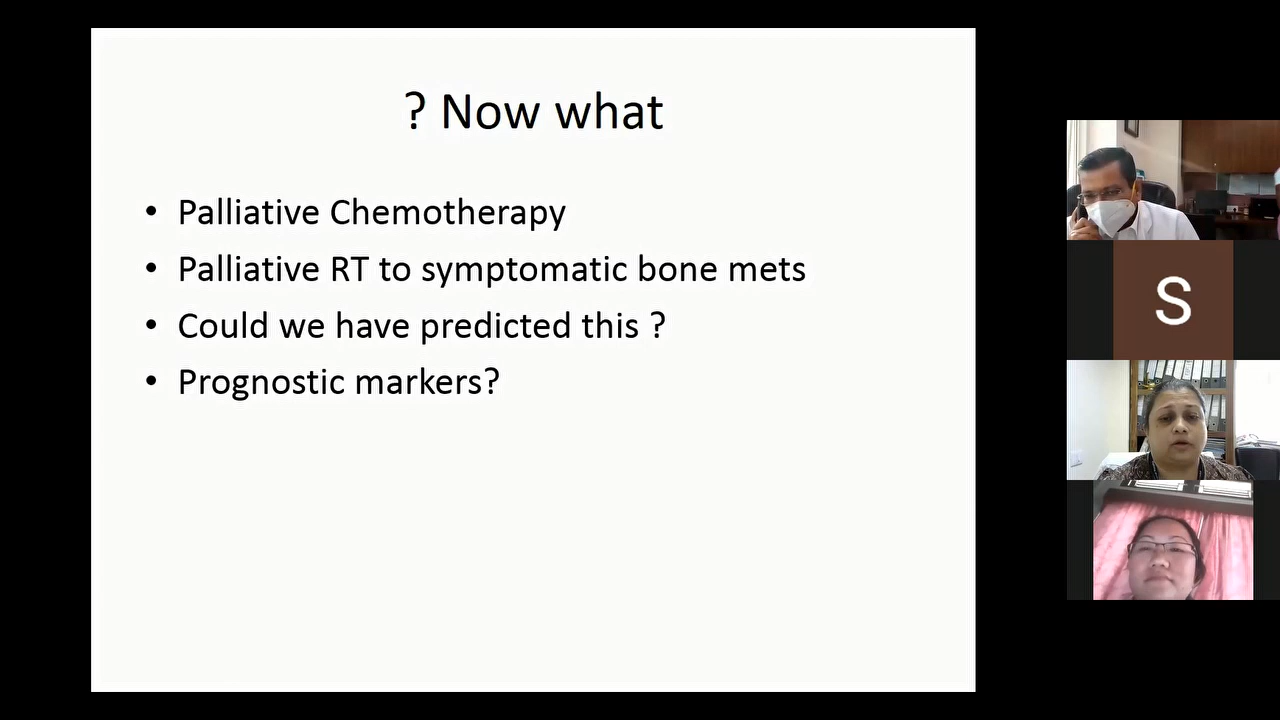 ? Now what
• Palliative Chemotherapy
• Palliative RT to symptomatic bone mets
• Could we have predicted this ?
• Prognostic markers?
S